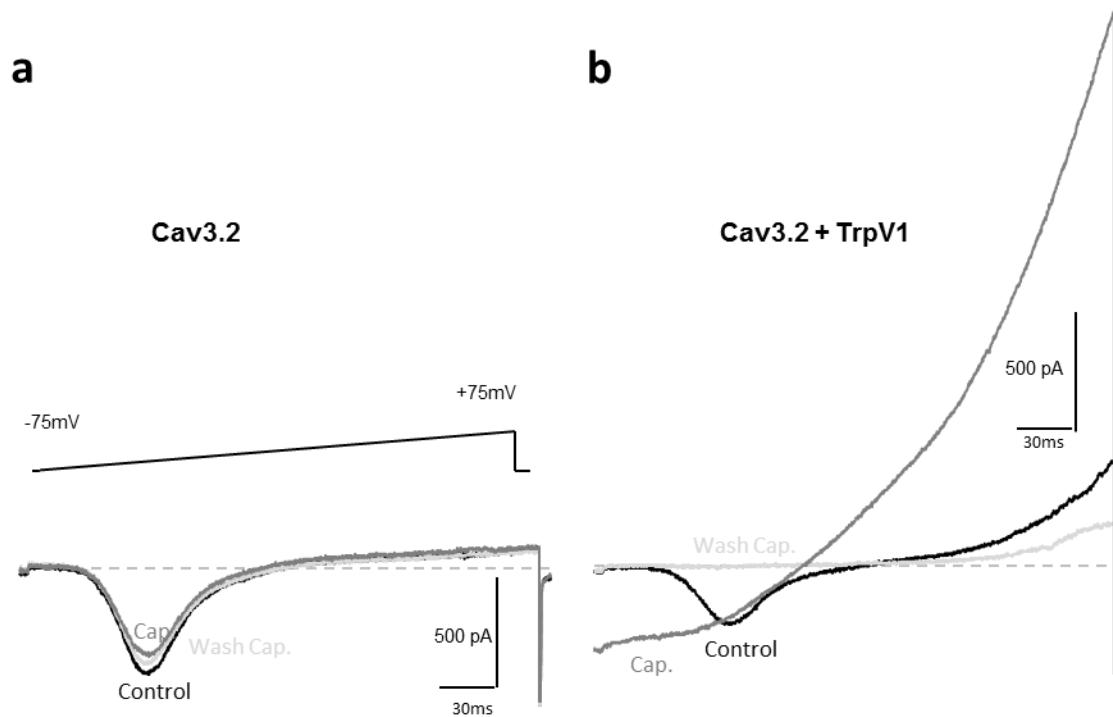 a
b
Cav3.2
Cav3.2 + TrpV1
500 pA
30ms
+75mV
-75mV
Wash Cap.
Cap.
Wash Cap.
500 pA
Control
30ms
Control
Cap.